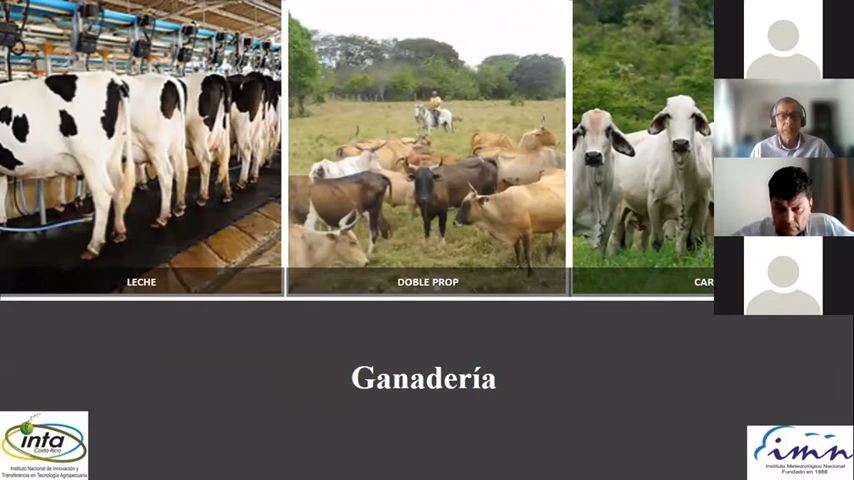 LECHE
DOBLE PROP
CAR
Ganadería
inta
Costa Rica
Instituto Nacional de Innovación y
Transferencia en Tecnología Agropecuaria
imn
Instituto Meteorológico Nacional
Fundado en 1888